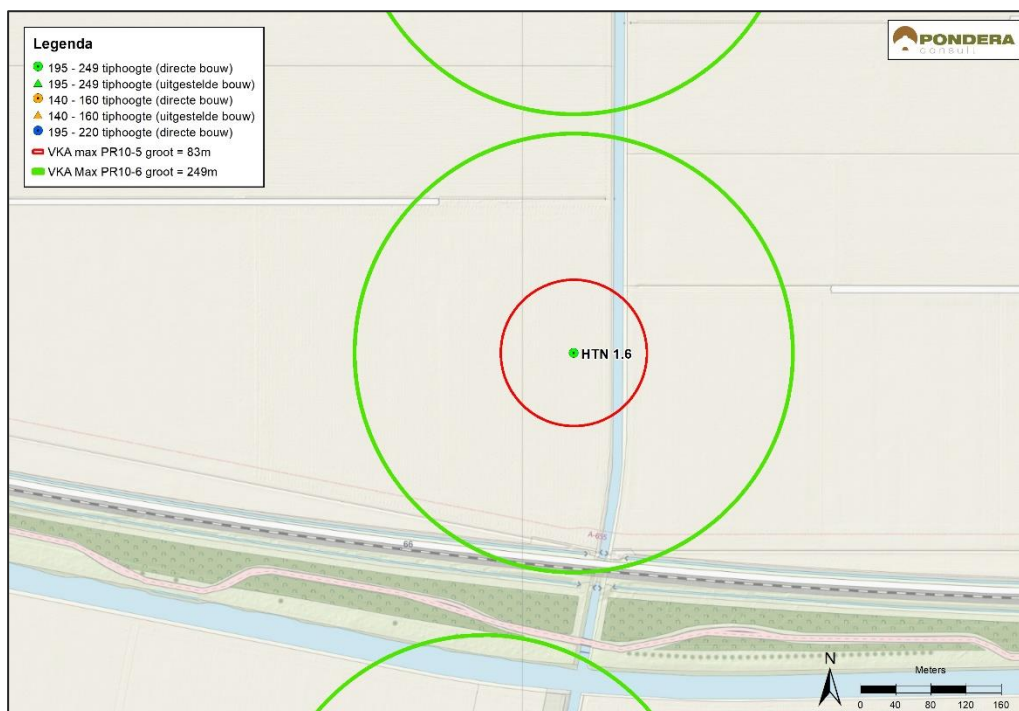 Legenda
195 - 249 tiphoogte (directe bouw)
195 - 249 tiphoogte (uitgestelde bouw)
140 - 160 tiphoogte (directe bouw)
140 - 160 tiphoogte (uitgestelde bouw)
195 - 220 tiphoogte (directe bouw)
VKA max PR10-5 groot = 83m
VKA Max PR10-6 groot = 249m
PONDERA
consult
HTN 1.6
A-655
66
N
Meters
0 40 80 120 160